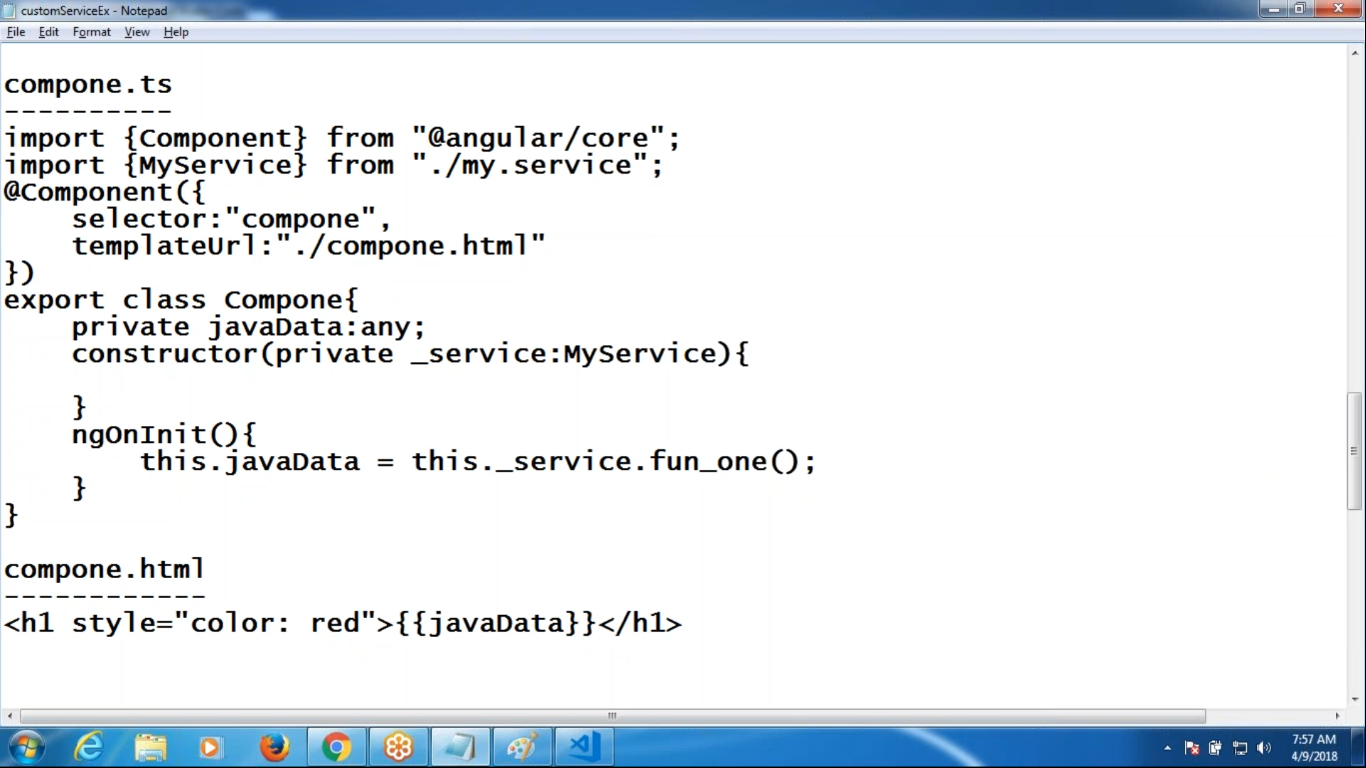 customServiceEx - Notepad
File Edit Format View Help
compone.ts
----------
import {Component} from "@angular/core";
import {MyService} from "./my.service";
@Component({
    selector:"compone",
    templateUrl:"./compone.html"
})
export class Compone{
    private javaData:any;
    constructor(private _service:MyService){
    }
    ngOnInit(){
        this.javaData = this._service.fun_one();
    }
}
compone.html
------------
<h1 style="color: red">{{javaData}}</h1>
7:57 AM
4/9/2018